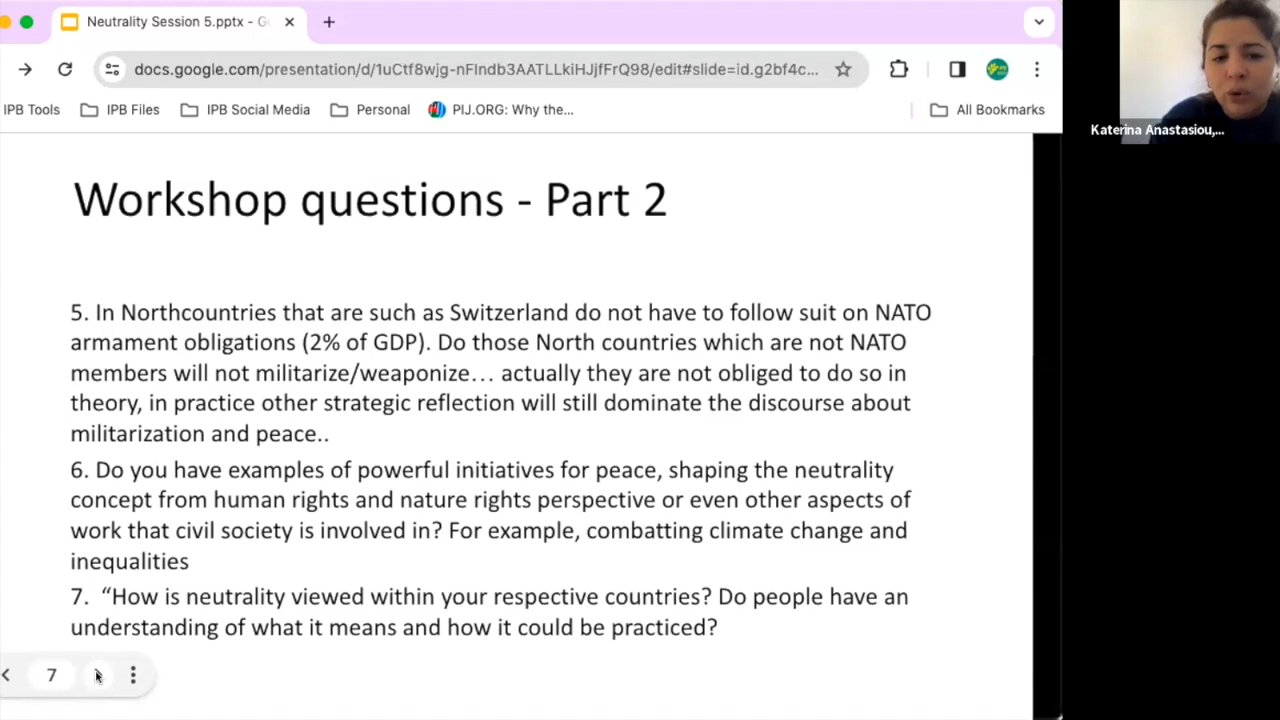 Neutrality Session 5.pptx - G
docs.google.com/presentation/d/1uCtf8wjg-nFIndb3AATLLkiHJjfFrQ98/edit#slide=id.g2bf4c...
IPB Tools
IPB Files
IPB Social Media
Personal
PIJ.ORG: Why the...
All Bookmarks
Katerina Anastasiou,...
Workshop questions - Part 2
5. In Northcountries that are such as Switzerland do not have to follow suit on NATO
armament obligations (2% of GDP). Do those North countries which are not NATO
members will not militarize/weaponize... actually they are not obliged to do so in
theory, in practice other strategic reflection will still dominate the discourse about
militarization and peace..
6. Do you have examples of powerful initiatives for peace, shaping the neutrality
concept from human rights and nature rights perspective or even other aspects of
work that civil society is involved in? For example, combatting climate change and
inequalities
7. “How is neutrality viewed within your respective countries? Do people have an
understanding of what it means and how it could be practiced?
7